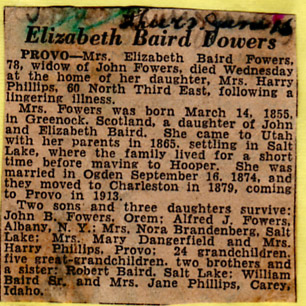 Thurs June
Elizabeth Baird Fowers
PROVO—Mrs. Elizabeth Baird Fowers,
78, widow of John Fowers, died Wednesday
at the home of her daughter, Mrs. Harry
Phillips, 60 North Third East, following a
lingering illness.
Mrs. Fowers was born March 14, 1855,
in Greenock, Scotland, a daughter of John
and Elizabeth Baird. She came to Utah
with her parents in 1865, settling in Salt
Lake, where the family lived for a short
time before moving to Hooper. She was
married in Ogden September 16, 1874, and
they moved to Charleston in 1879, coming
to Provo in 1913.
Two sons and three daughters survive:
John B. Fowers, Orem; Alfred J. Fowers,
Albany, N. Y.; Mrs. Nora Brandenberg, Salt
Lake; Mrs. Mary Dangerfield and Mrs.
Harry Phillips, Provo; 24 grandchildren,
five great-grandchildren, two brothers and
a sister: Robert Baird, Salt Lake; William
Baird Sr. and Mrs. Jane Phillips, Carey,
Idaho.